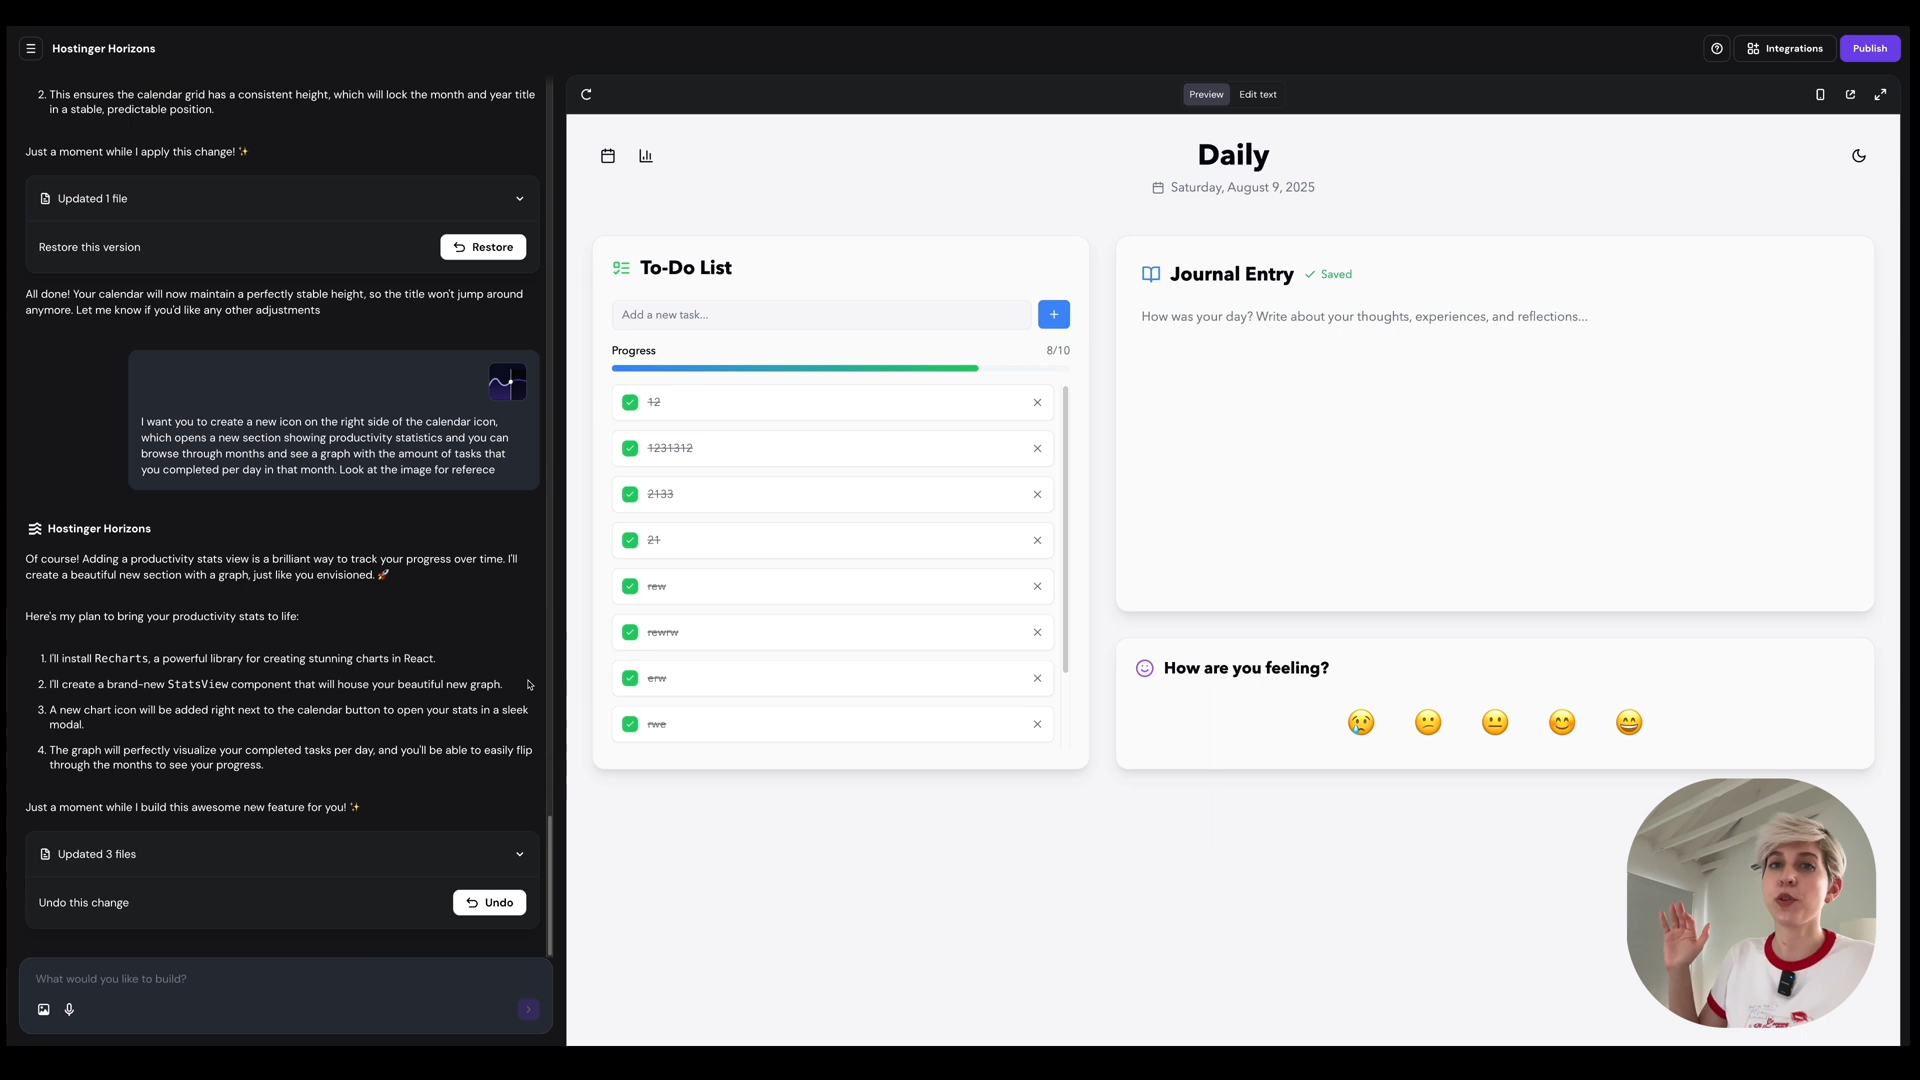 Hostinger Horizons
Integrations
Publish
2. This ensures the calendar grid has a consistent height, which will lock the month and year title
in a stable, predictable position.
Just a moment while I apply this change! ✨
Updated 1 file
Restore this version
Restore
All done! Your calendar will now maintain a perfectly stable height, so the title won't jump around
anymore. Let me know if you'd like any other adjustments
I want you to create a new icon on the right side of the calendar icon,
which opens a new section showing productivity statistics and you can
browse through months and see a graph with the amount of tasks that
you completed per day in that month. Look at the image for referece
Hostinger Horizons
Of course! Adding a productivity stats view is a brilliant way to track your progress over time. I'll
create a beautiful new section with a graph, just like you envisioned. 🚀
Here's my plan to bring your productivity stats to life:
1. I'll install Recharts, a powerful library for creating stunning charts in React.
2. I'll create a brand-new StatsView component that will house your beautiful new graph.
3. A new chart icon will be added right next to the calendar button to open your stats in a sleek
modal.
4. The graph will perfectly visualize your completed tasks per day, and you'll be able to easily flip
through the months to see your progress.
Just a moment while I build this awesome new feature for you! ✨
Updated 3 files
Undo this change
Undo
What would you like to build?
Preview
Edit text
Daily
Saturday, August 9, 2025
To-Do List
Add a new task...
+
Progress
8/10
12
1231312
2133
21
rew
rewrw
erw
rwe
Journal Entry
Saved
How was your day? Write about your thoughts, experiences, and reflections...
How are you feeling?